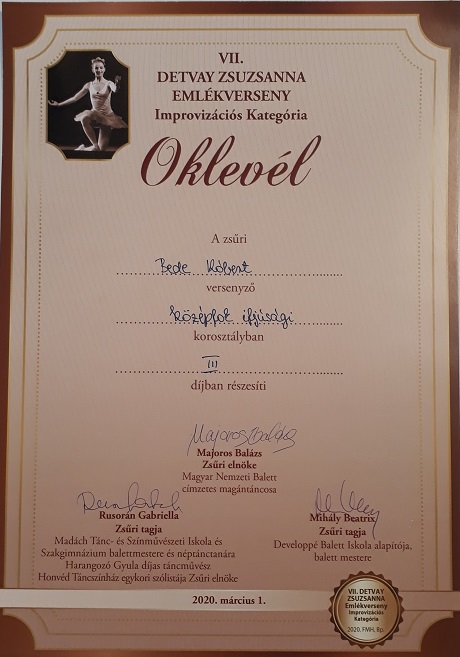 VII.
DETVAY ZSUZSANNA
EMLÉKVERSENY
Improvizációs Kategória
Oklevél
A zsűri
Bede Róbert
versenyző
középfok ifjúsági
korosztályban
III
díjban részesíti
Majoros Balázs
Majoros Balázs
Zsűri elnöke
Magyar Nemzeti Balett
címzetes magántáncosa
Rusorán Gabriella
Zsűri tagja
Madách Tánc- és Színművészeti Iskola és
Szakgimnázium balettmestere és néptánctanára
Harangozó Gyula díjas táncművész
Honvéd Táncszínház egykori szólistája Zsűri elnöke
Mihály Beatrix
Zsűri tagja
Developpé Balett Iskola alapítója,
balett mestere
2020. március 1.
VII. DETVAY
ZSUZSANNA
Emlékverseny
Improvizációs
Kategória
2020. FMH, Bp.